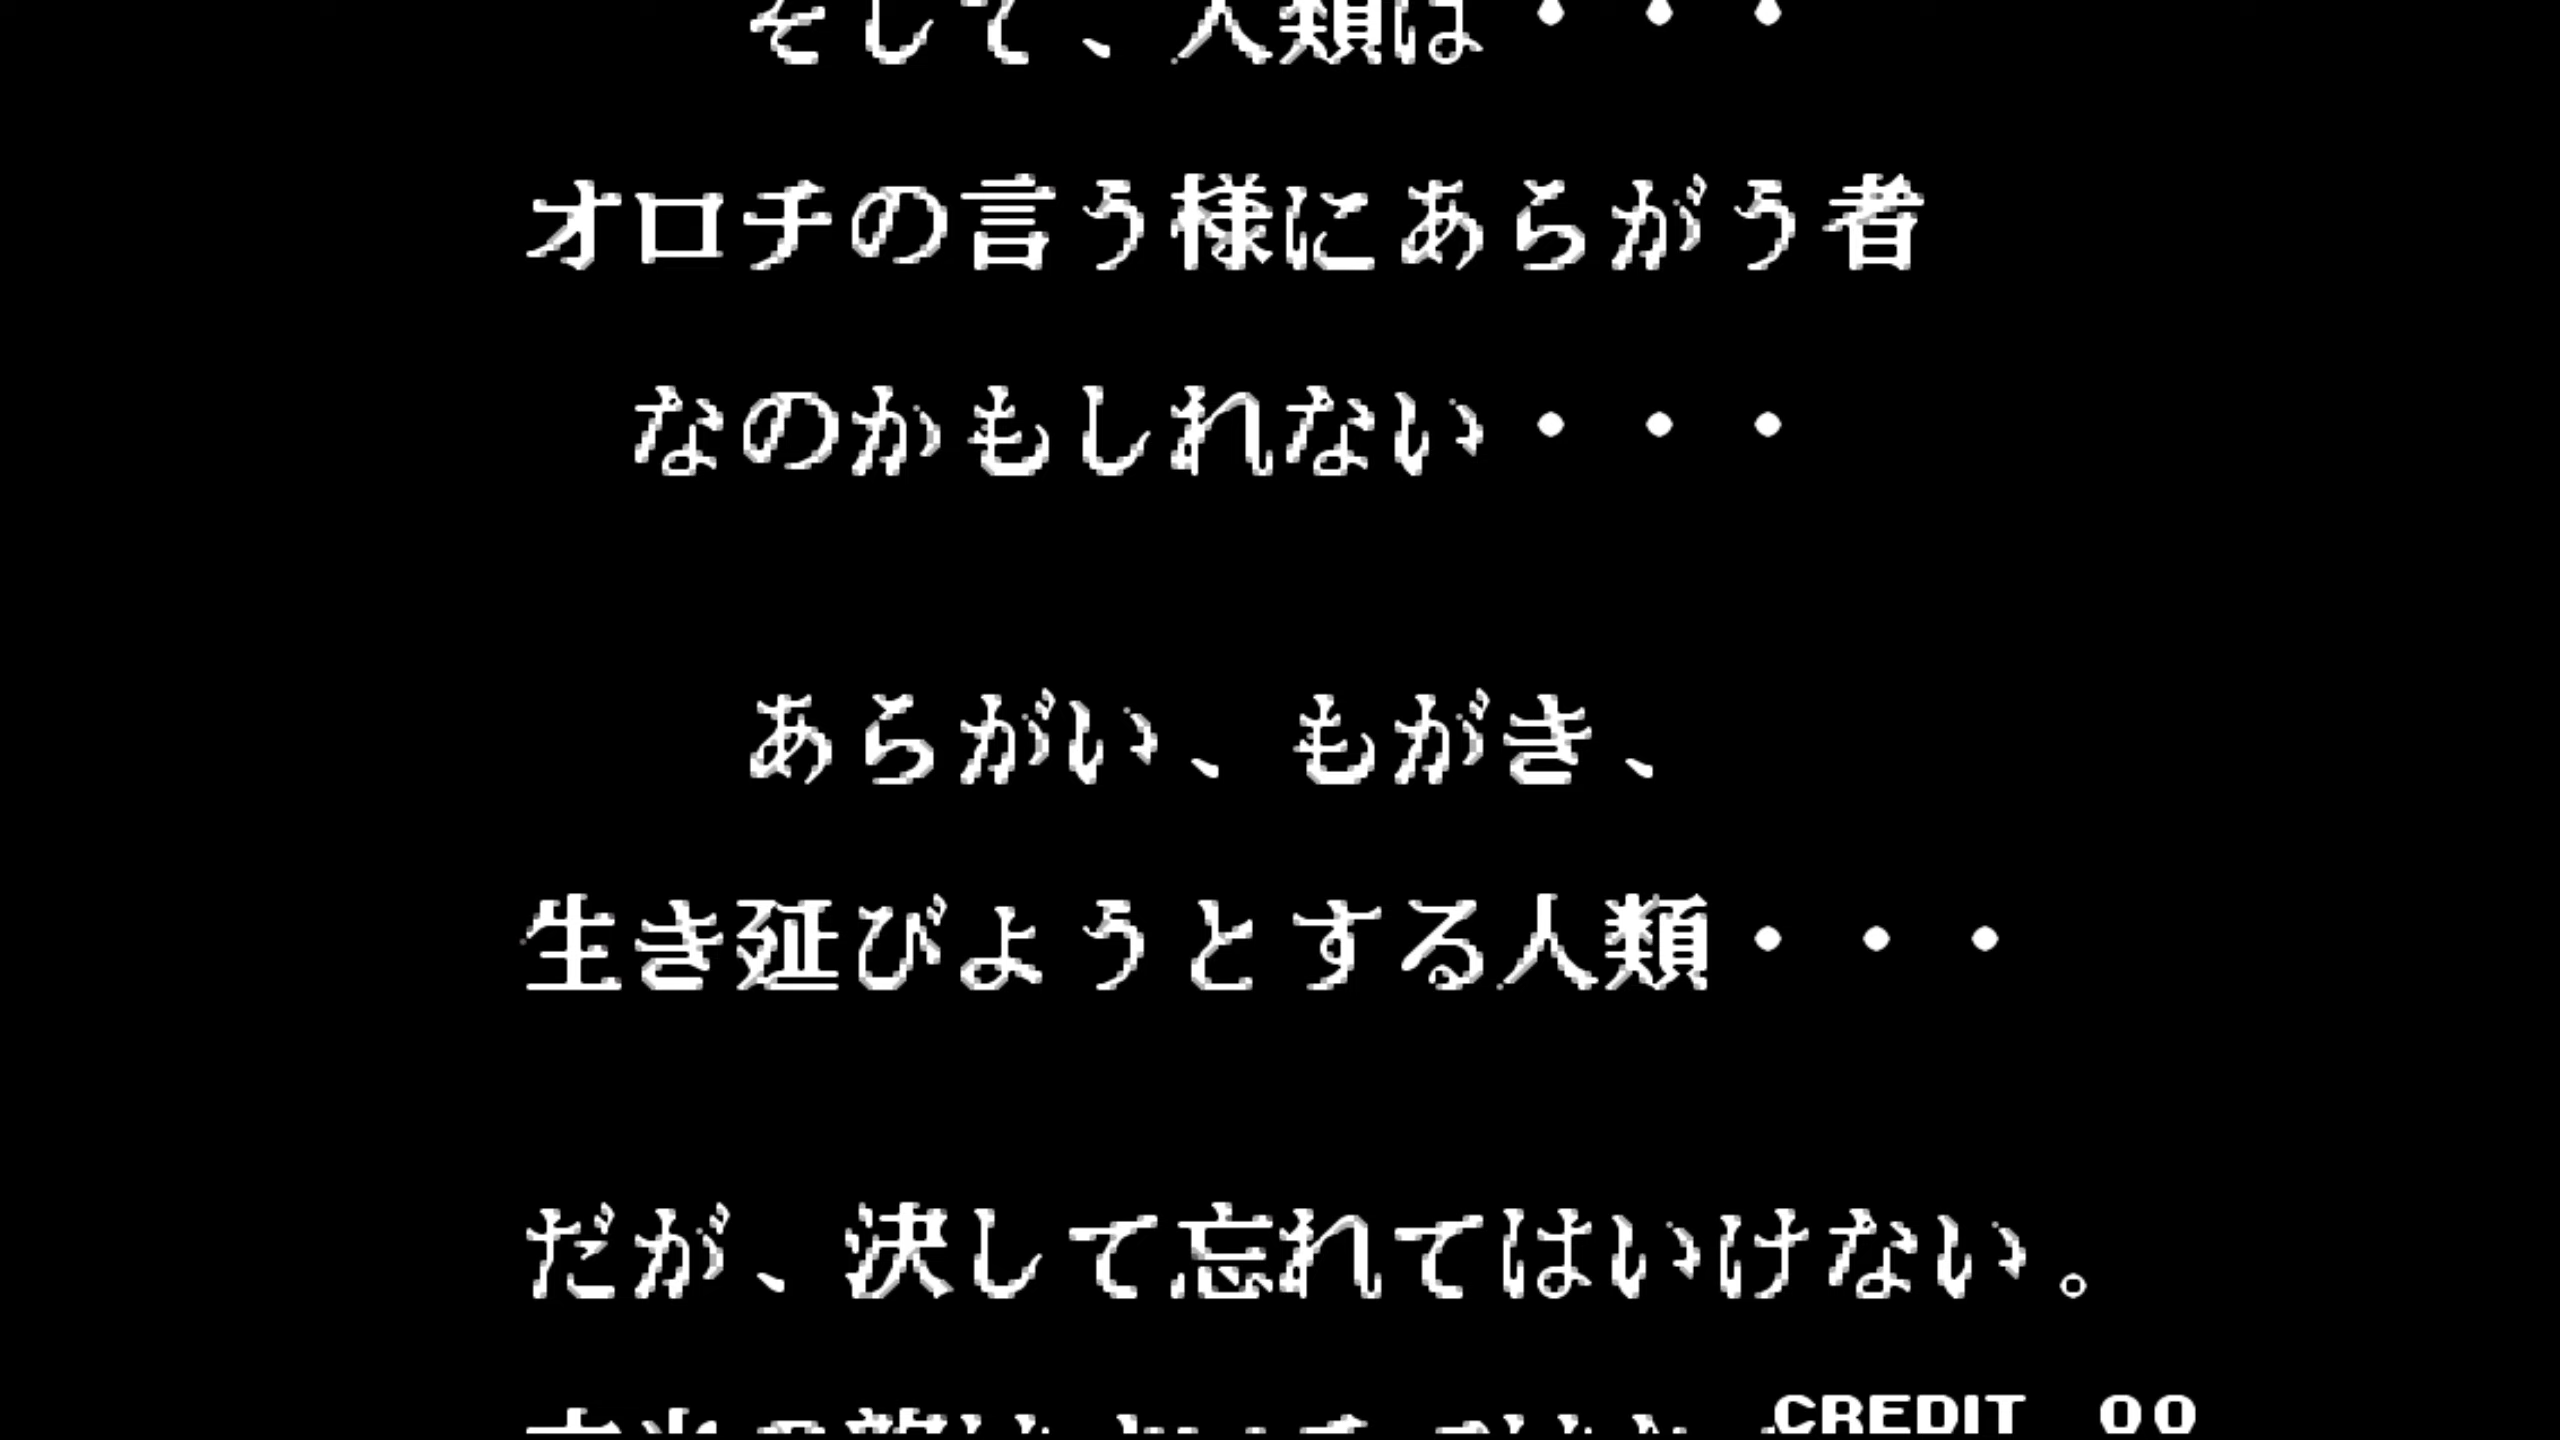 そして、人類は・・・
オロチの言う様にあらがう者
なのかもしれない・・・
あらがい、もがき、
生き延びようとする人類・・・
だが、決して忘れてはいけない。
CREDIT 00